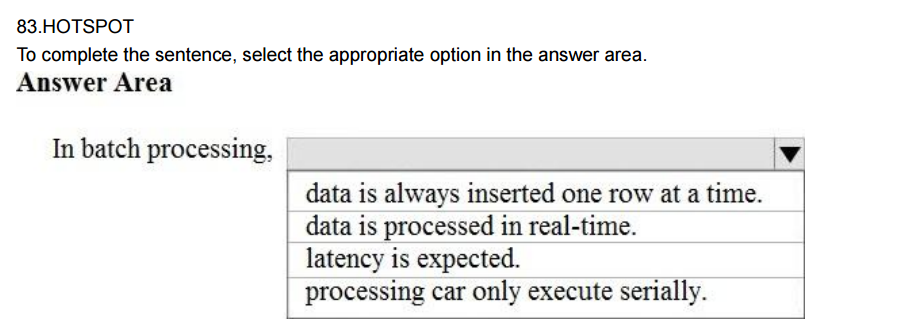 83.HOTSPOT
To complete the sentence, select the appropriate option in the answer area.
Answer Area
In batch processing,
data is always inserted one row at a time.
data is processed in real-time.
latency is expected.
processing car only execute serially.